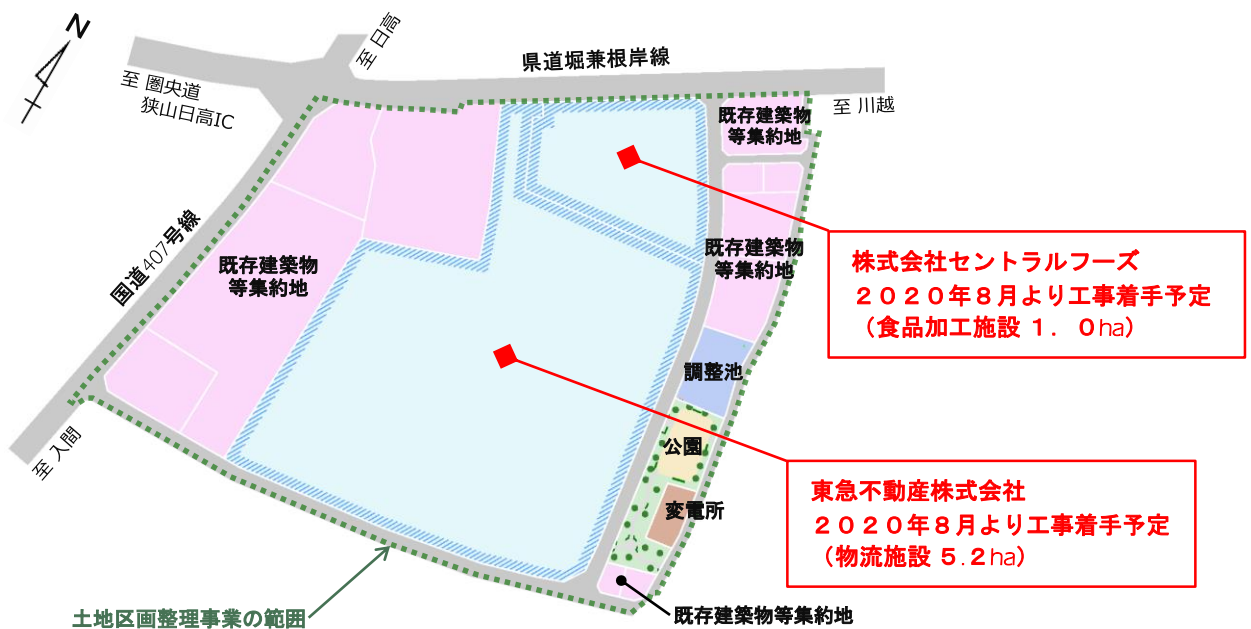 N
至 日高
県道堀兼根岸線
至 圏央道
狭山日高IC
至 川越
既存建築物
等集約地
国道407号線
既存建築物
等集約地
既存建築物
等集約地
株式会社セントラルフーズ
２０２０年８月より工事着手予定
（食品加工施設 １．０ha）
調整池
公園
至 入間
変電所
東急不動産株式会社
２０２０年８月より工事着手予定
（物流施設 ５.２ha）
土地区画整理事業の範囲
既存建築物等集約地